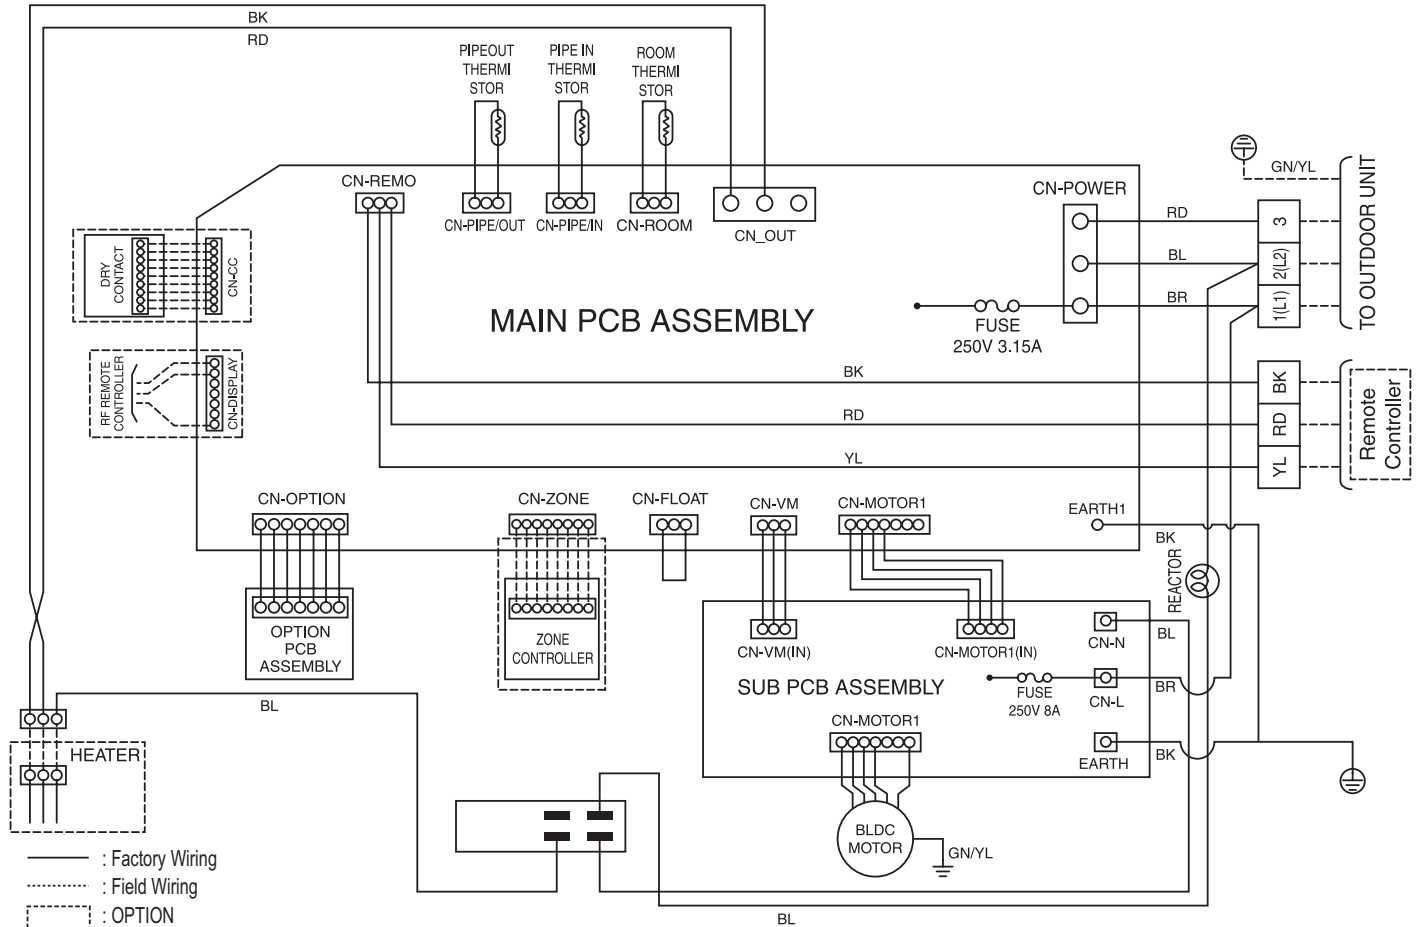 BK
RD
PIPEOUT
THERMI
STOR
PIPE IN
THERMI
STOR
ROOM
THERMI
STOR
GN/YL
TO OUTDOOR UNIT
CN-REMO
CN-POWER
CN-PIPE/OUT
CN-PIPE/IN
CN-ROOM
CN_OUT
RD
3
BL
2(L2)
BR
1(L1)
DRY
CONTACT
CN-CC
MAIN PCB ASSEMBLY
FUSE
250V 3.15A
RF REMOTE
CONTROLLER
CN-DISPLAY
BK
BK
RD
RD
YL
YL
Remote
Controller
CN-OPTION
CN-ZONE
CN-FLOAT
CN-VM
CN-MOTOR1
EARTH1
BK
REACTOR
OPTION
PCB
ASSEMBLY
ZONE
CONTROLLER
CN-VM(IN)
CN-MOTOR1(IN)
CN-N
BL
SUB PCB ASSEMBLY
FUSE
250V 8A
CN-L
BR
BL
CN-MOTOR1
EARTH
BK
HEATER
BLDC
MOTOR
GN/YL
BL
: Factory Wiring
: Field Wiring
: OPTION